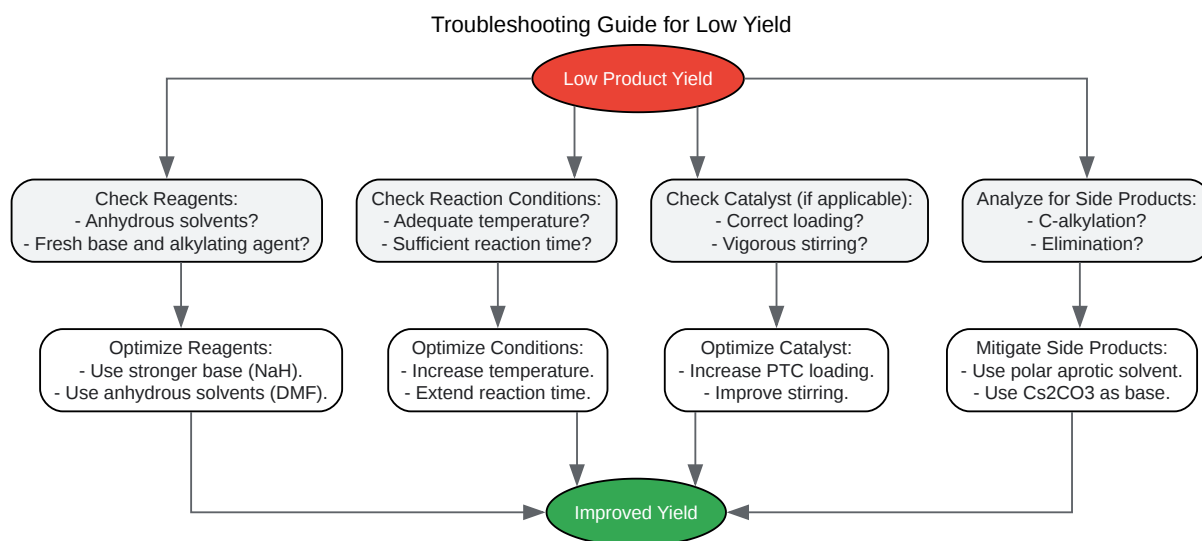 Troubleshooting Guide for Low Yield
Low Product Yield
Check Reagents:
- Anhydrous solvents?
- Fresh base and alkylating agent?
Check Reaction Conditions:
- Adequate temperature?
- Sufficient reaction time?
Check Catalyst (if applicable):
- Correct loading?
- Vigorous stirring?
Analyze for Side Products:
- C-alkylation?
- Elimination?
Optimize Reagents:
- Use stronger base (NaH).
- Use anhydrous solvents (DMF).
Optimize Conditions:
- Increase temperature.
- Extend reaction time.
Optimize Catalyst:
- Increase PTC loading.
- Improve stirring.
Mitigate Side Products:
- Use polar aprotic solvent.
- Use Cs2CO3 as base.
Improved Yield